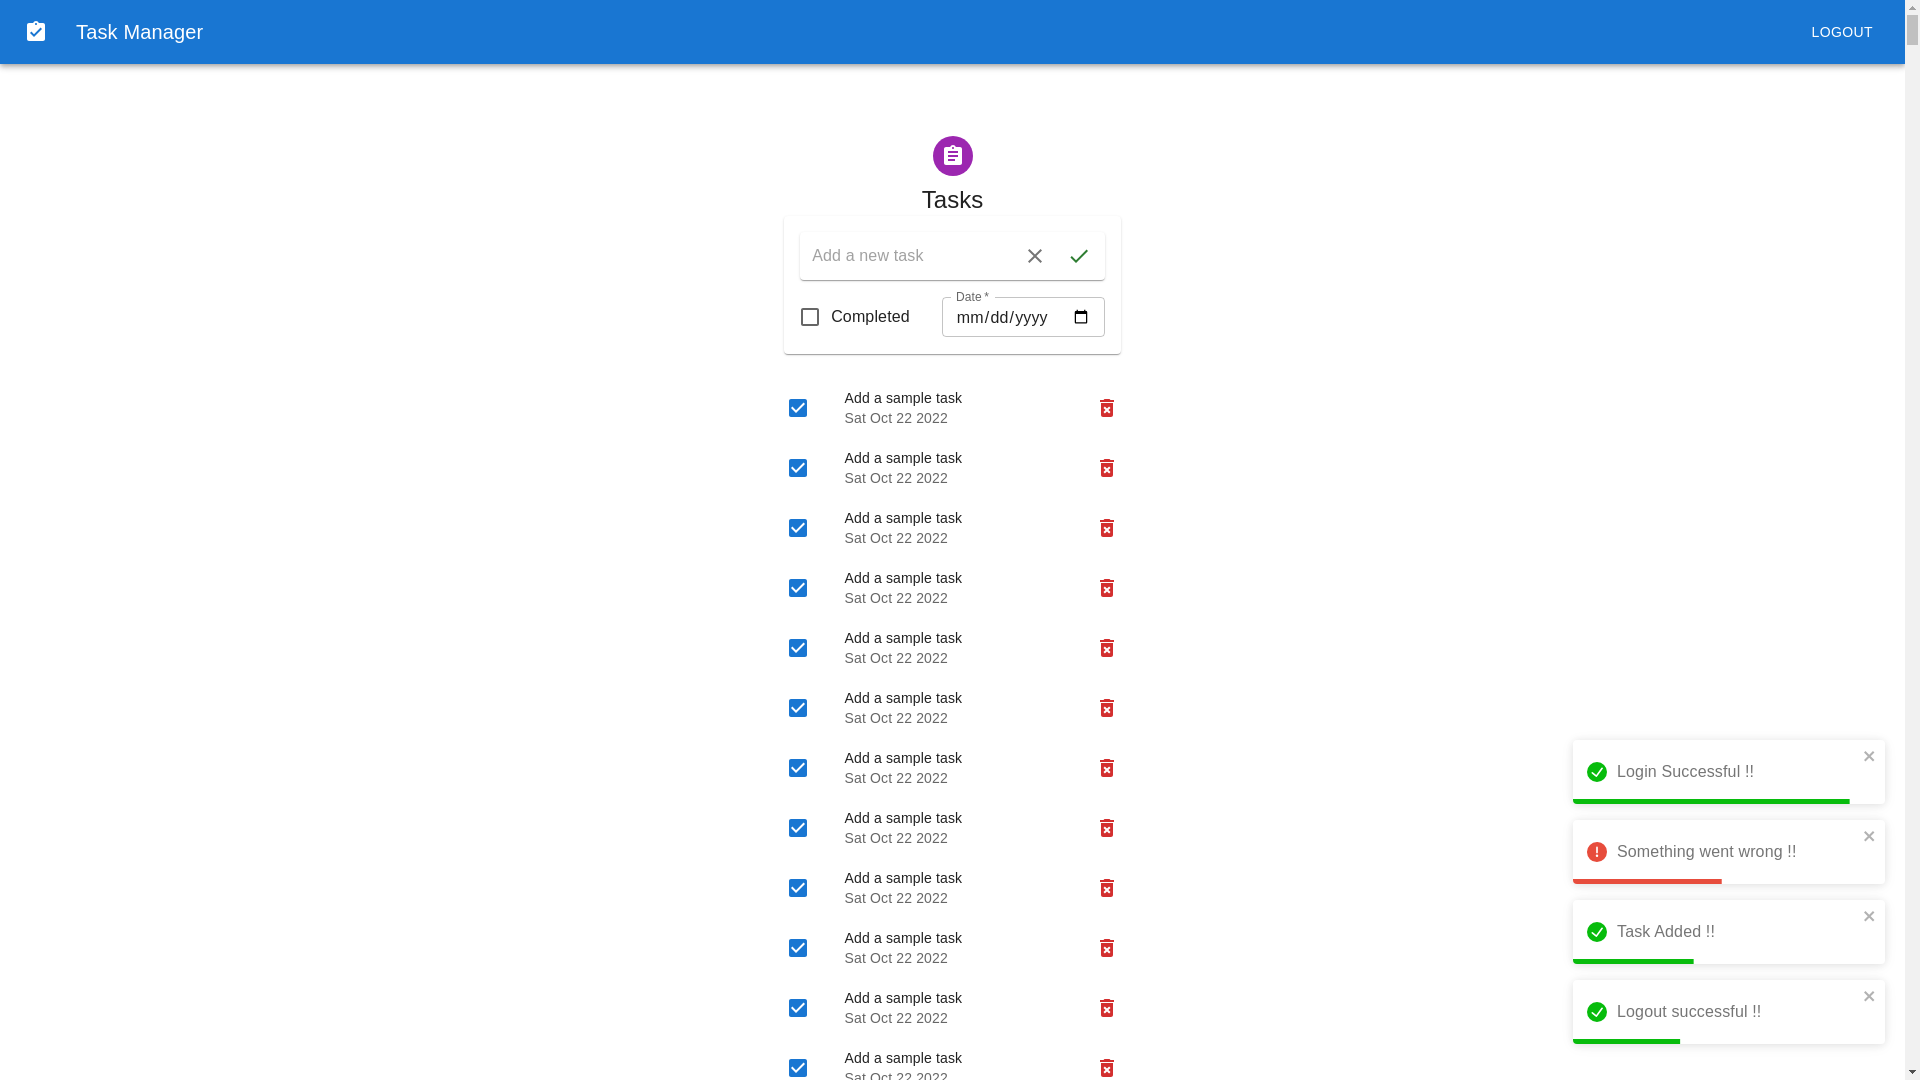 Task Manager
LOGOUT
Tasks
Add a new task
Completed
Date *
mm/dd/yyyy
Add a sample task
Sat Oct 22 2022
Add a sample task
Sat Oct 22 2022
Add a sample task
Sat Oct 22 2022
Add a sample task
Sat Oct 22 2022
Add a sample task
Sat Oct 22 2022
Add a sample task
Sat Oct 22 2022
Add a sample task
Sat Oct 22 2022
Add a sample task
Sat Oct 22 2022
Add a sample task
Sat Oct 22 2022
Add a sample task
Sat Oct 22 2022
Add a sample task
Sat Oct 22 2022
Add a sample task
Sat Oct 22 2022
Login Successful !!
Something went wrong !!
Task Added !!
Logout successful !!